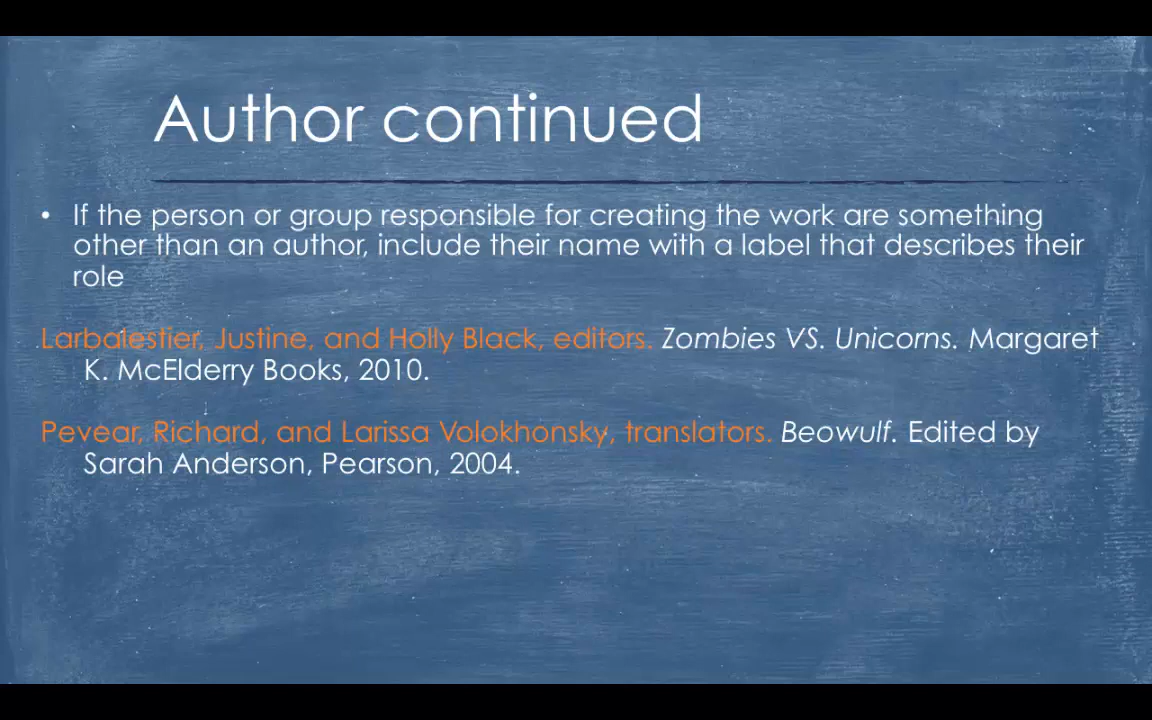 Author continued
• If the person or group responsible for creating the work are something
other than an author, include their name with a label that describes their
role
Larbalestier, Justine, and Holly Black, editors. Zombies VS. Unicorns. Margaret
K. McElderry Books, 2010.
Pevear, Richard, and Larissa Volokhonsky, translators. Beowulf. Edited by
Sarah Anderson, Pearson, 2004.